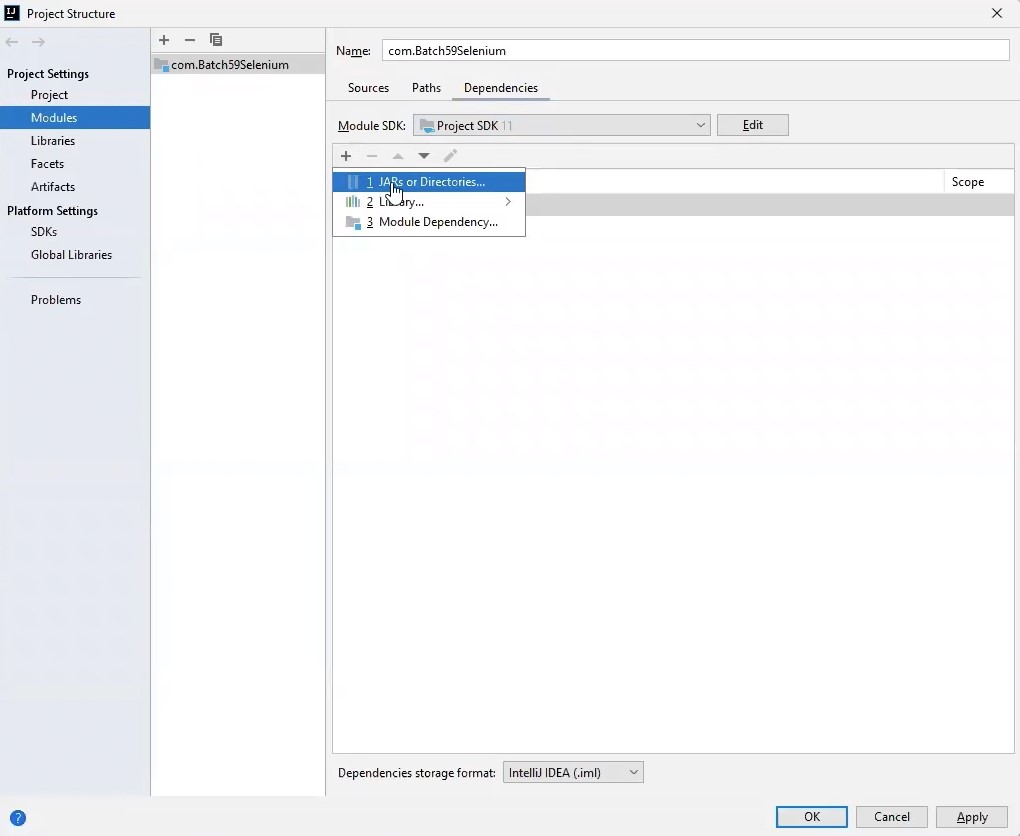 Project Structure
Project Settings
Project
Modules
Libraries
Facets
Artifacts
Platform Settings
SDKs
Global Libraries
Problems
com.Batch59Selenium
Name: com.Batch59Selenium
Sources Paths Dependencies
Module SDK: Project SDK 11 Edit
Scope
1 JARs or Directories...
2 Library...
3 Module Dependency...
Dependencies storage format: IntelliJ IDEA (.iml)
? OK Cancel Apply